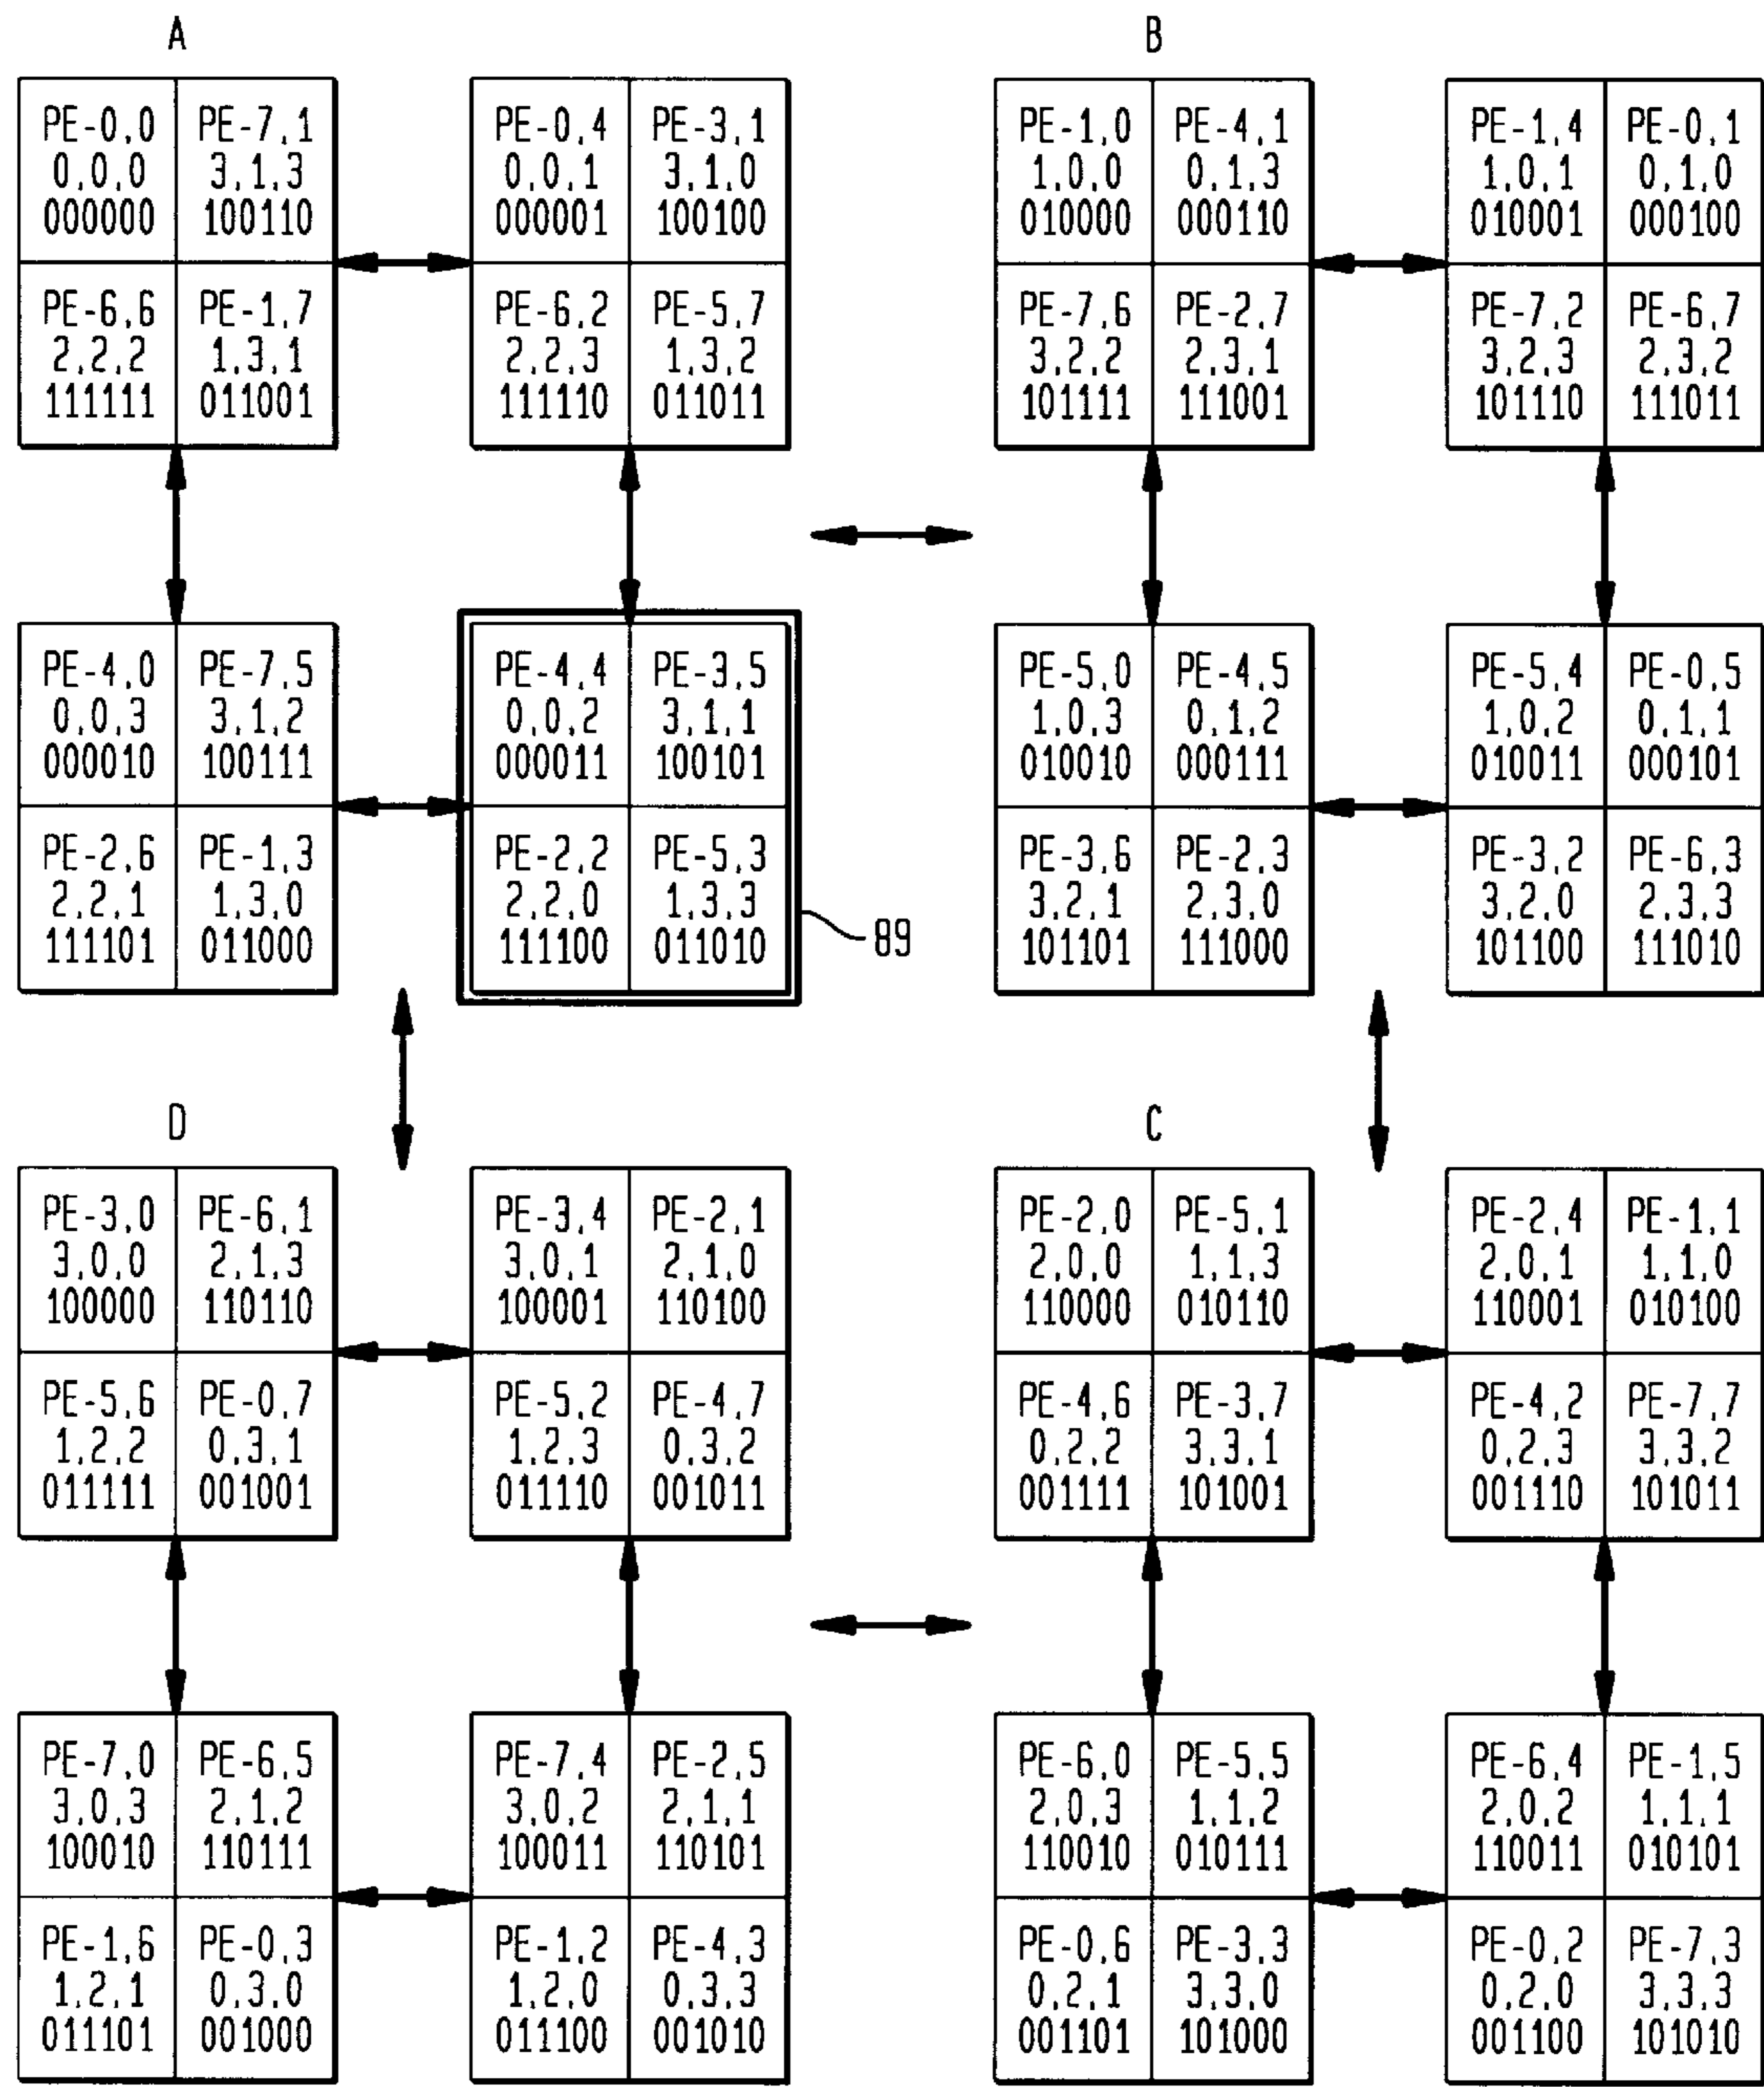 A
B
PE-0,0 PE-7,1 PE-0,4 PE-3,1 PE-1,0 PE-4,1 PE-1,4 PE-0,1
0,0,0 3,1,3 0,0,1 3,1,0 1,0,0 0,1,3 1,0,1 0,1,0
000000 100110 000001 100100 010000 000110 010001 000100
PE-6,6 PE-1,7 PE-6,2 PE-5,7 PE-7,6 PE-2,7 PE-7,2 PE-6,7
2,2,2 1,3,1 2,2,3 1,3,2 3,2,2 2,3,1 3,2,3 2,3,2
111111 011001 111110 011011 101111 111001 101110 111011
PE-4,0 PE-7,5 PE-4,4 PE-3,5 PE-5,0 PE-4,5 PE-5,4 PE-0,5
0,0,3 3,1,2 0,0,2 3,1,1 1,0,3 0,1,2 1,0,2 0,1,1
000010 100111 000011 100101 010010 000111 010011 000101
PE-2,6 PE-1,3 PE-2,2 PE-5,3 PE-3,6 PE-2,3 PE-3,2 PE-6,3
2,2,1 1,3,0 2,2,0 1,3,3 3,2,1 2,3,0 3,2,0 2,3,3
111101 011000 111100 011010 101101 111000 101100 111010
89
D
C
PE-3,0 PE-6,1 PE-3,4 PE-2,1 PE-2,0 PE-5,1 PE-2,4 PE-1,1
3,0,0 2,1,3 3,0,1 2,1,0 2,0,0 1,1,3 2,0,1 1,1,0
100000 110110 100001 110100 110000 010110 110001 010100
PE-5,6 PE-0,7 PE-5,2 PE-4,7 PE-4,6 PE-3,7 PE-4,2 PE-7,7
1,2,2 0,3,1 1,2,3 0,3,2 0,2,2 3,3,1 0,2,3 3,3,2
011111 001001 011110 001011 001111 101001 001110 101011
PE-7,0 PE-6,5 PE-7,4 PE-2,5 PE-6,0 PE-5,5 PE-6,4 PE-1,5
3,0,3 2,1,2 3,0,2 2,1,1 2,0,3 1,1,2 2,0,2 1,1,1
100010 110111 100011 110101 110010 010111 110011 010101
PE-1,6 PE-0,3 PE-1,2 PE-4,3 PE-0,6 PE-3,3 PE-0,2 PE-7,3
1,2,1 0,3,0 1,2,0 0,3,3 0,2,1 3,3,0 0,2,0 3,3,3
011101 001000 011100 001010 001101 101000 001100 101010